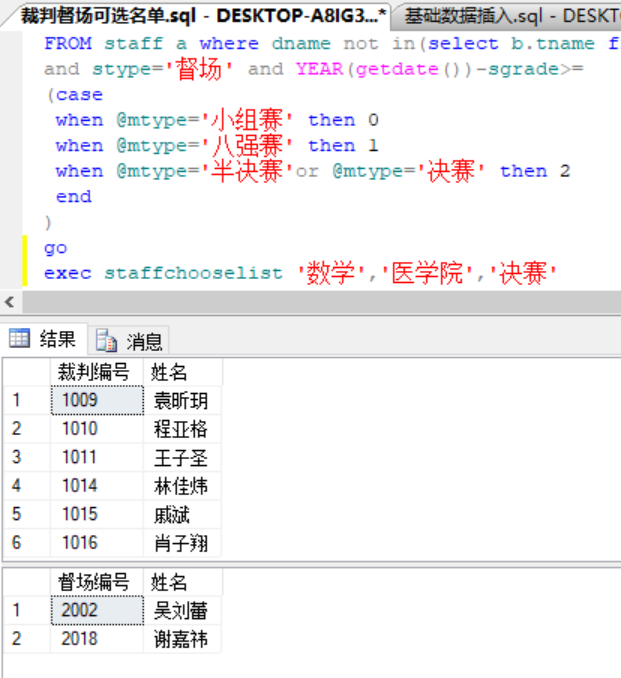 裁判督场可选名单.sql - DESKTOP-A8IG3...* 基础数据插入.sql - DESKT
FROM staff a where dname not in(select b.tname f
and stype='督场' and YEAR(getdate())-sgrade>=
(case
when @mtype='小组赛' then 0
when @mtype='八强赛' then 1
when @mtype='半决赛'or @mtype='决赛' then 2
end
)
go
exec staffchooselist '数学','医学院','决赛'
结果 消息
裁判编号 姓名
1 1009 袁昕玥
2 1010 程亚格
3 1011 王子圣
4 1014 林佳炜
5 1015 戚斌
6 1016 肖子翔
督场编号 姓名
1 2002 吴刘蕾
2 2018 谢嘉祎